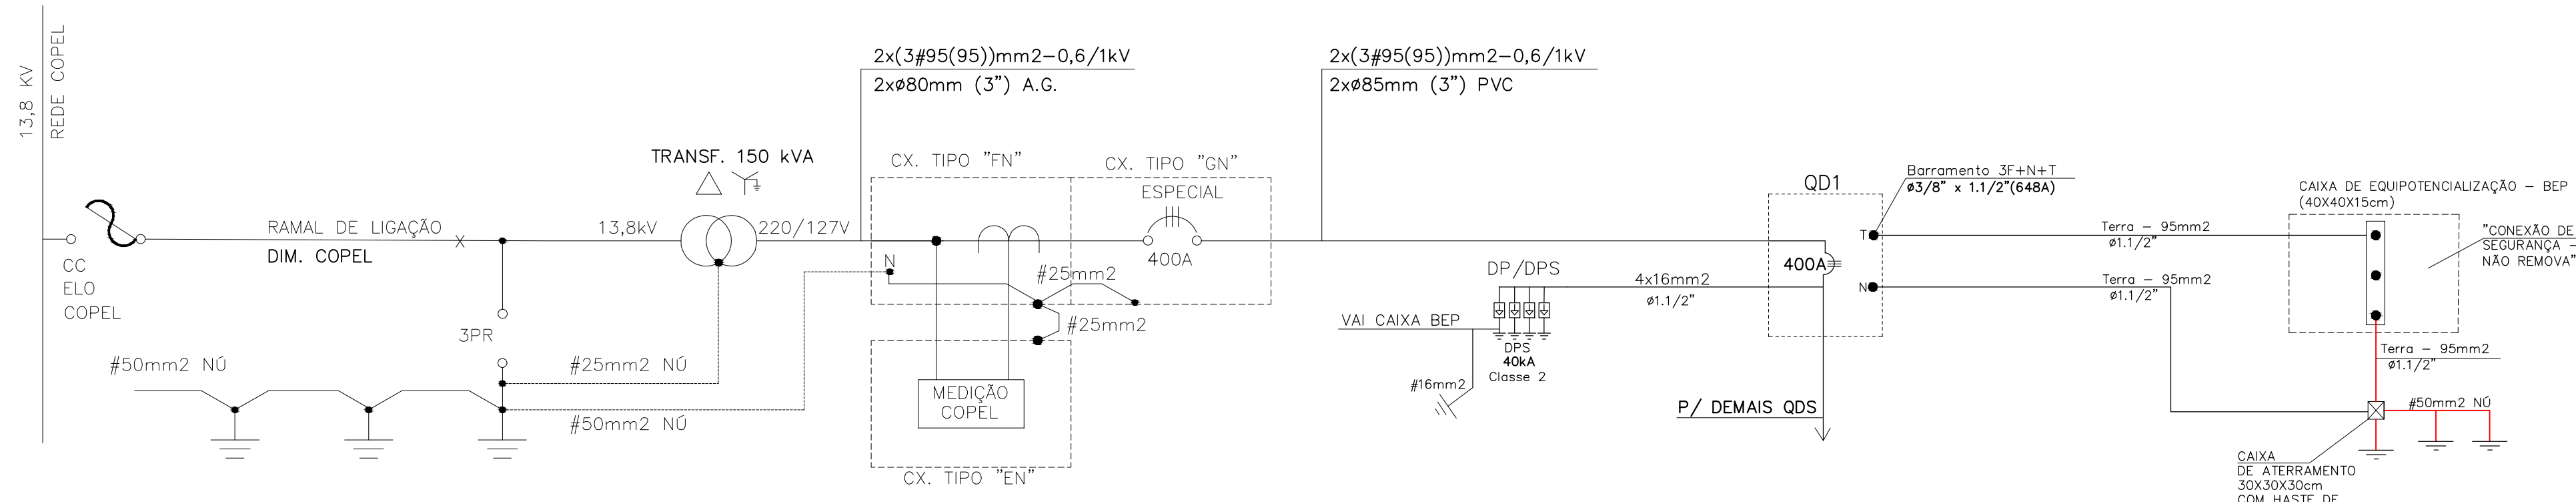 13,8 KV
REDE COPEL
CC
ELO
COPEL
RAMAL DE LIGAÇÃO
DIM. COPEL
X
3PR
#50mm2 NÚ
#25mm2 NÚ
#50mm2 NÚ
TRANSF. 150 kVA
13,8kV
220/127V
2x(3#95(95))mm2-0,6/1kV
2xø80mm (3") A.G.
CX. TIPO "FN"
CX. TIPO "GN"
ESPECIAL
400A
N
#25mm2
#25mm2
MEDIÇÃO
COPEL
CX. TIPO "EN"
2x(3#95(95))mm2-0,6/1kV
2xø85mm (3") PVC
DP/DPS
4x16mm2
ø1.1/2"
VAI CAIXA BEP
DPS
40kA
Classe 2
#16mm2
P/ DEMAIS QDS
QD1
400A
T
N
Barramento 3F+N+T
ø3/8" x 1.1/2"(648A)
Terra - 95mm2
ø1.1/2"
Terra - 95mm2
ø1.1/2"
CAIXA DE EQUIPOTENCIALIZAÇÃO - BEP
(40X40X15cm)
"CONEXÃO DE
SEGURANÇA -
NÃO REMOVA"
Terra - 95mm2
ø1.1/2"
#50mm2 NÚ
CAIXA
DE ATERRAMENTO
30X30X30cm
COM HASTE DE